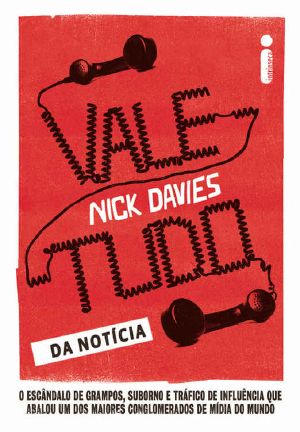 intrínseca
VALE
NICK DAVIES
TUDO
DA NOTÍCIA
O ESCÂNDALO DE GRAMPOS, SUBORNO E TRÁFICO DE INFLUÊNCIA QUE
ABALOU UM DOS MAIORES CONGLOMERADOS DE MÍDIA DO MUNDO